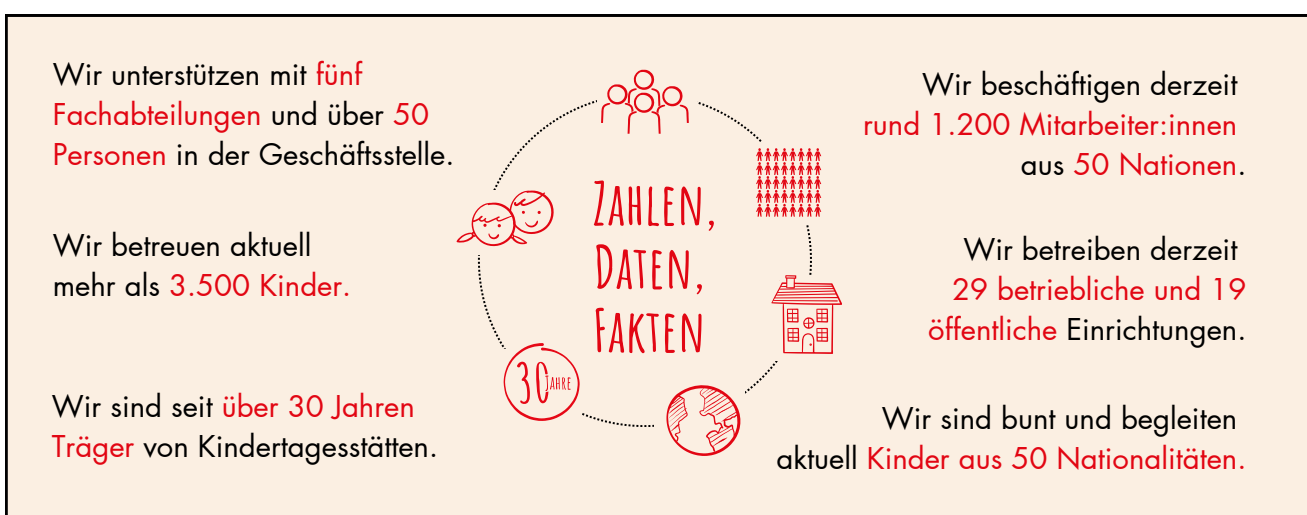 Wir unterstützen mit fünf
Fachabteilungen und über 50
Personen in der Geschäftsstelle.
Wir betreuen aktuell
mehr als 3.500 Kinder.
Wir sind seit über 30 Jahren
Träger von Kindertagesstätten.
ZAHLEN,
DATEN,
FAKTEN
30 JAHRE
Wir beschäftigen derzeit
rund 1.200 Mitarbeiter:innen
aus 50 Nationen.
Wir betreiben derzeit
29 betriebliche und 19
öffentliche Einrichtungen.
Wir sind bunt und begleiten
aktuell Kinder aus 50 Nationalitäten.